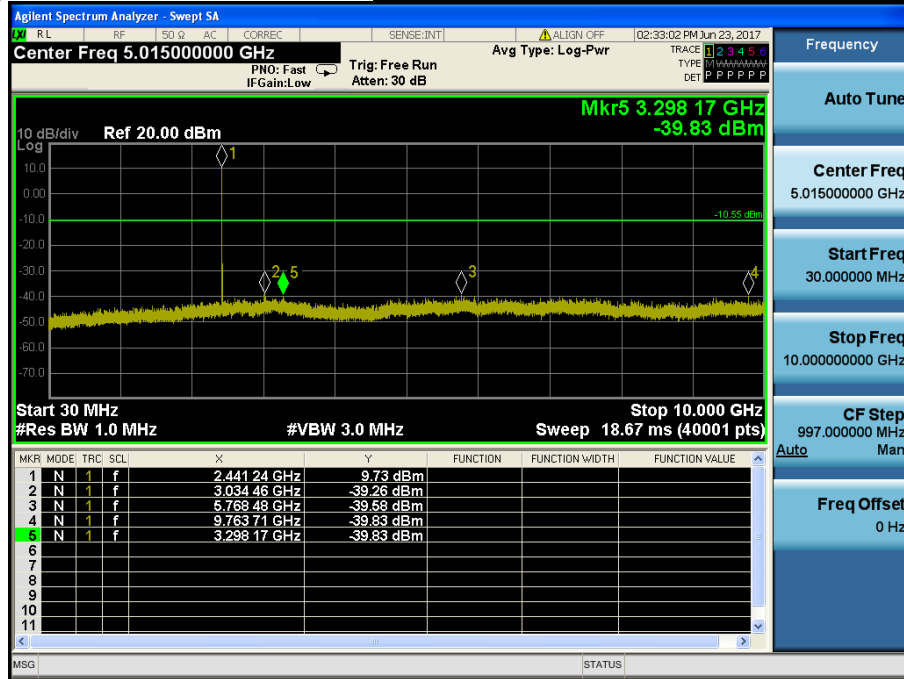 Agilent Spectrum Analyzer - Swept SA
LXI RL RF 50 Ω AC CORREC SENSE:INT ALIGN OFF 02:33:02 PM Jun 23, 2017
Center Freq 5.015000000 GHz Avg Type: Log-Pwr TRACE 1 2 3 4 5 6
PNO: Fast Trig: Free Run TYPE M WWWWW
IFGain:Low Atten: 30 dB DET P P P P P P
Frequency
Auto Tune
Center Freq
5.015000000 GHz
Start Freq
30.000000 MHz
Stop Freq
10.000000000 GHz
CF Step
997.000000 MHz
Auto Man
Freq Offset
0 Hz
Mkr5 3.298 17 GHz
-39.83 dBm
10 dB/div Ref 20.00 dBm
Log
10.0
0.00
-10.0
-20.0
-30.0
-40.0
-50.0
-60.0
-70.0
1
-10.55 dBm
2 5 3 4
Start 30 MHz Stop 10.000 GHz
#Res BW 1.0 MHz #VBW 3.0 MHz Sweep 18.67 ms (40001 pts)
MKR MODE TRC SCL X Y FUNCTION FUNCTION WIDTH FUNCTION VALUE
1 N 1 f 2.441 24 GHz 9.73 dBm
2 N 1 f 3.034 46 GHz -39.26 dBm
3 N 1 f 5.768 48 GHz -39.58 dBm
4 N 1 f 9.763 71 GHz -39.83 dBm
5 N 1 f 3.298 17 GHz -39.83 dBm
6
7
8
9
10
11
MSG STATUS